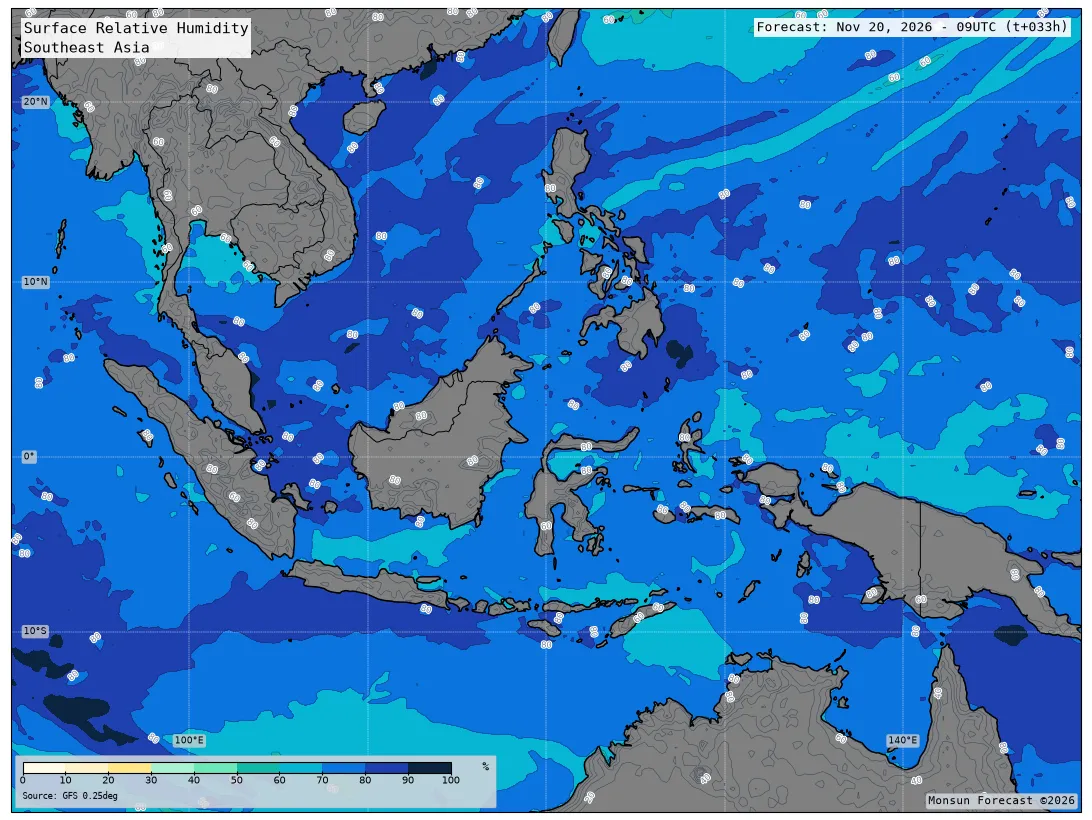 Surface Relative Humidity
Southeast Asia
Forecast: Nov 20, 2026 - 09UTC (t+033h)
20°N
10°N
0°
10°S
100°E
140°E
%
0 10 20 30 40 50 60 70 80 90 100
Source: GFS 0.25deg
Monsun Forecast ©2026